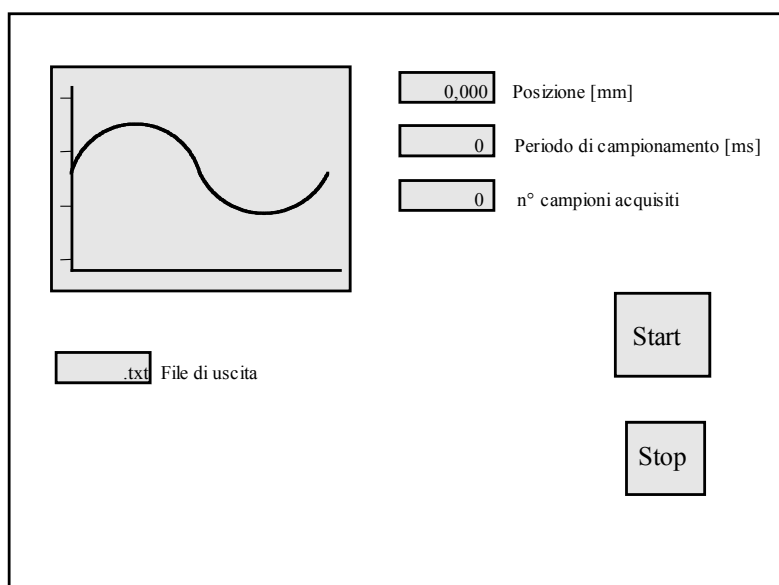 0,000 Posizione [mm]
0 Periodo di campionamento [ms]
0 n° campioni acquisiti
Start
.txt File di uscita
Stop